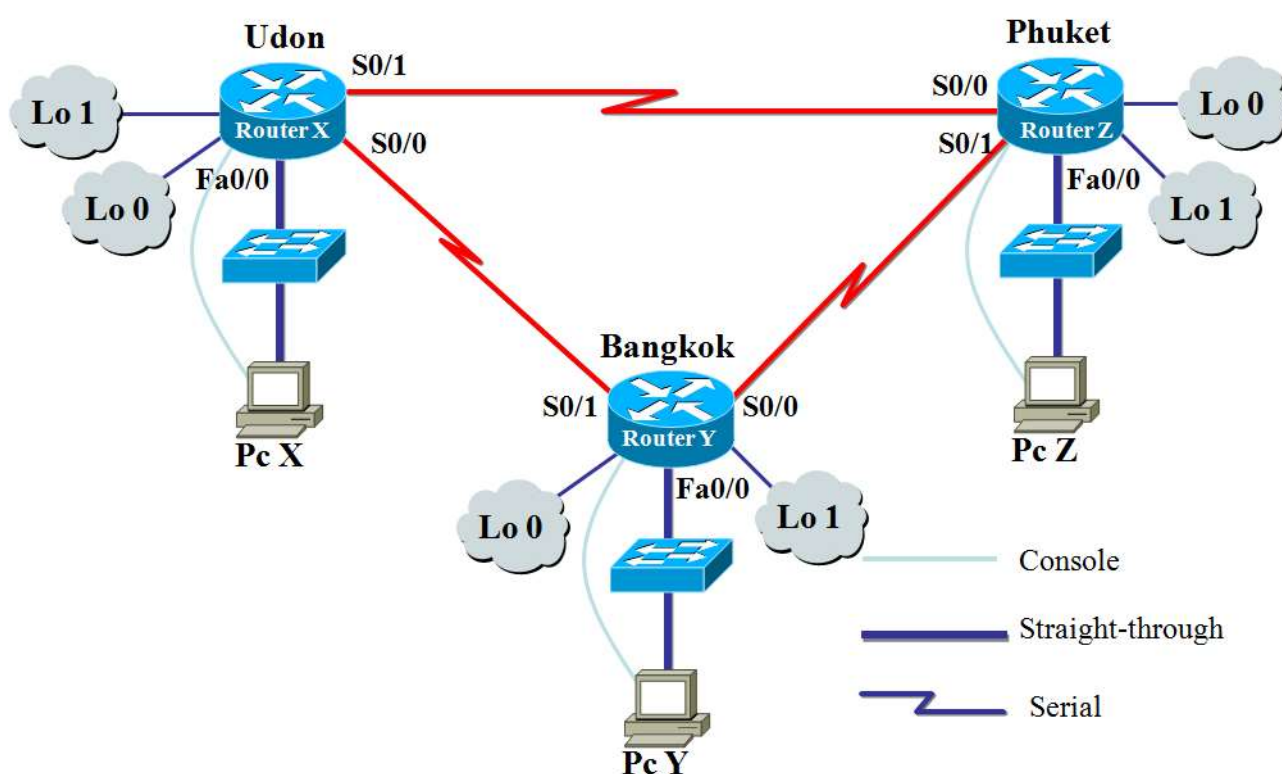 Udon
Phuket
S0/1
S0/0
Lo 1
Router X
S0/0
Lo 0
Router Z
S0/1
Fa0/0
Lo 0
Fa0/0
Lo 1
Bangkok
Pc X
S0/1
S0/0
Router Y
Pc Z
Fa0/0
Lo 0
Lo 1
Console
Straight-through
Serial
Pc Y